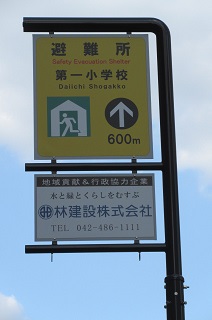 避難所
Safety Evacuation Shelter
第一小学校
Daiichi Shogakko
600m
地域貢献&行政協力企業
水と緑とくらしをむすぶ
林建設株式会社
TEL 042-486-1111